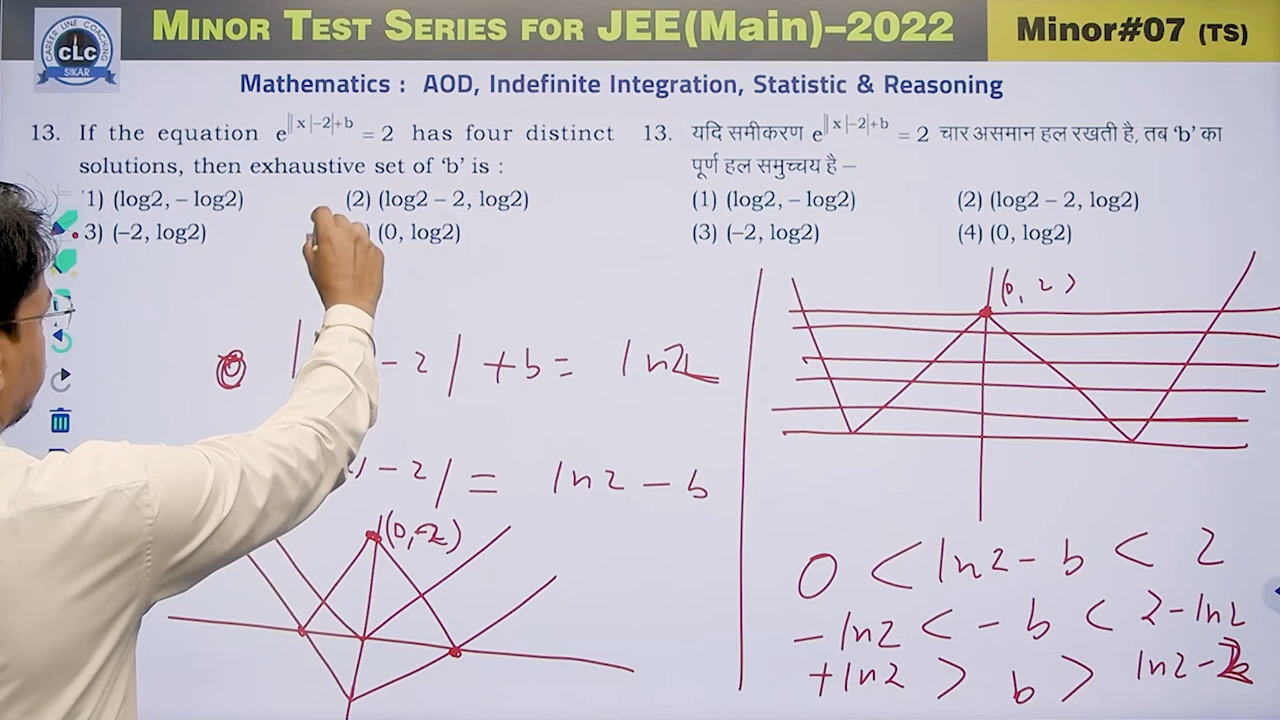 CAREER LINE COACHING
CLC
SIKAR
MINOR TEST SERIES FOR JEE(MAIN)–2022
Minor#07 (TS)
Mathematics : AOD, Indefinite Integration, Statistic & Reasoning
13. If the equation e^||x|–2|+b = 2 has four distinct
solutions, then exhaustive set of ‘b’ is :
1) (log2, – log2) (2) (log2 – 2, log2)
3) (–2, log2) ) (0, log2)
13. यदि समीकरण e^||x|–2|+b = 2 चार असमान हल रखती है, तब ‘b’ का
पूर्ण हल समुच्चय है –
(1) (log2, – log2) (2) (log2 – 2, log2)
(3) (–2, log2) (4) (0, log2)
| – 2 | + b = ln2
– 2 | = ln2 – b
(0, 2)
0 < ln2 – b < 2
– ln2 < – b < 2 – ln2
+ ln2 > b > ln2 – 2